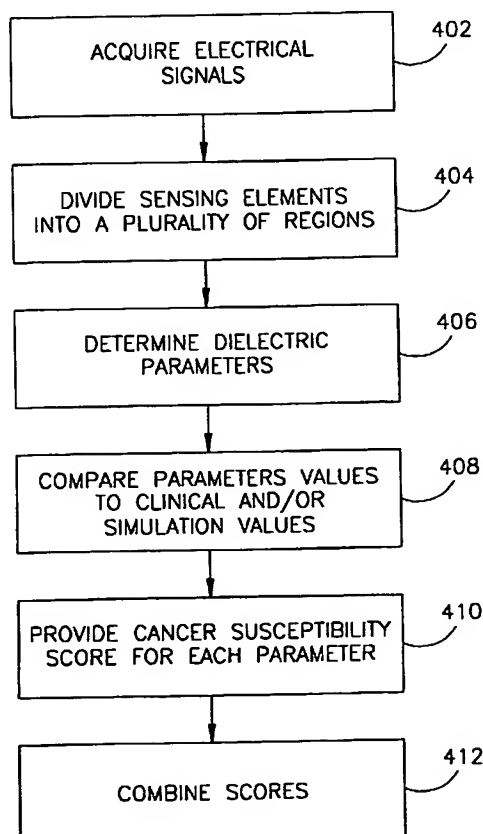 ACQUIRE ELECTRICAL
SIGNALS
402
DIVIDE SENSING ELEMENTS
INTO A PLURALITY OF REGIONS
404
DETERMINE DIELECTRIC
PARAMETERS
406
COMPARE PARAMETERS VALUES
TO CLINICAL AND/OR
SIMULATION VALUES
408
PROVIDE CANCER SUSCEPTIBILITY
SCORE FOR EACH PARAMETER
410
COMBINE SCORES
412